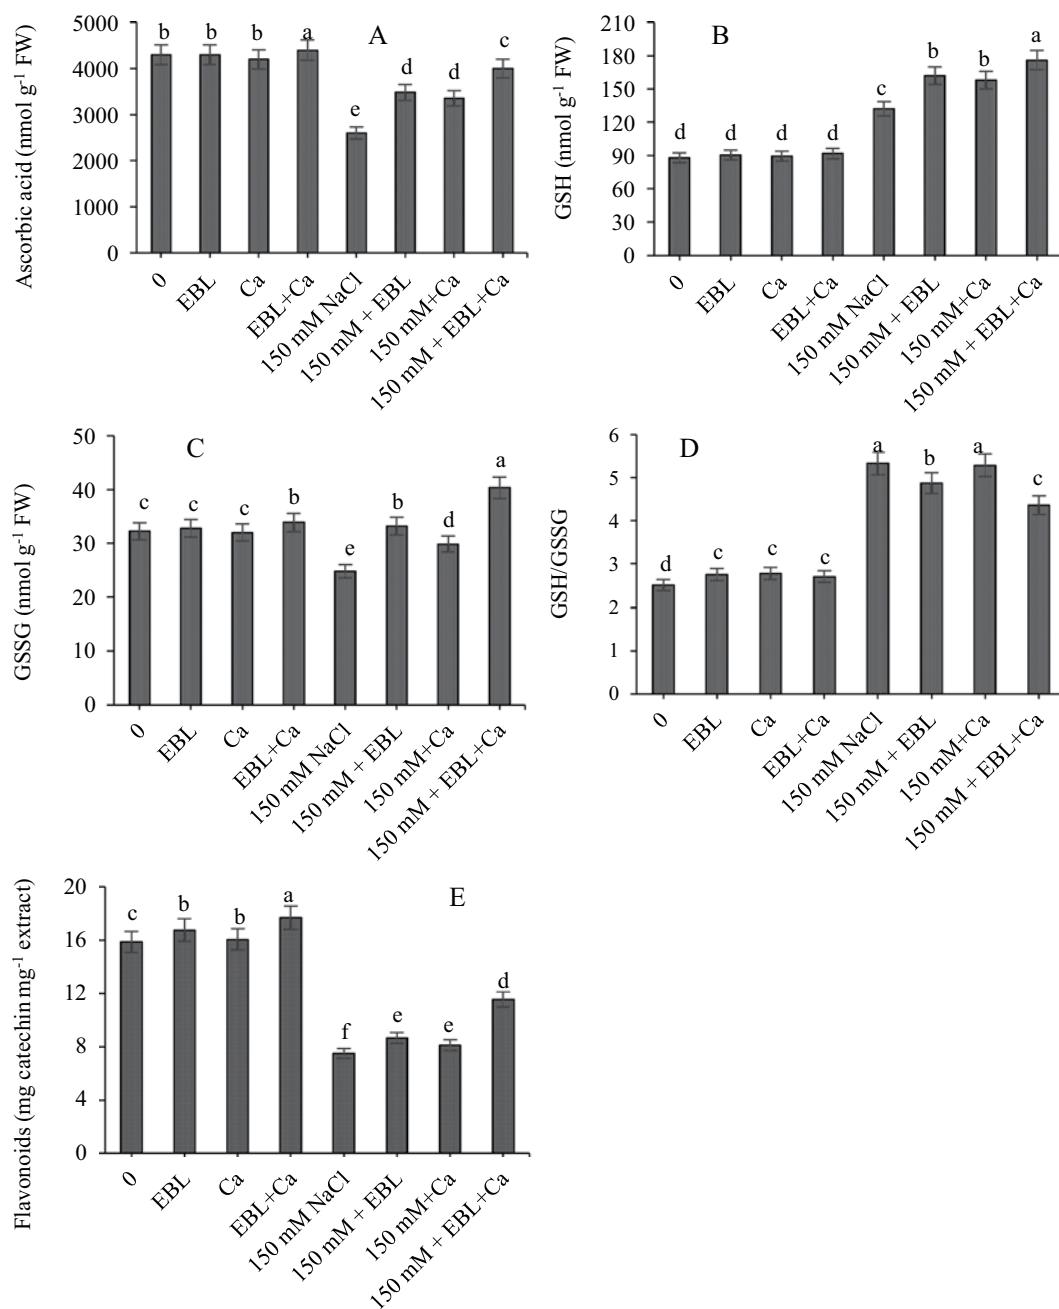 A
Ascorbic acid (nmol g-1 FW)
5000
4000
3000
2000
1000
0
b b b a e d d c
0
EBL
Ca
EBL+Ca
150 mM NaCl
150 mM + EBL
150 mM+Ca
150 mM + EBL+Ca
B
GSH (nmol g-1 FW)
210
180
150
120
90
60
30
0
d d d d c b b a
0
EBL
Ca
EBL+Ca
150 mM NaCl
150 mM + EBL
150 mM+Ca
150 mM + EBL+Ca
C
GSSG (nmol g-1 FW)
50
40
30
20
10
0
c c c b e b d a
0
EBL
Ca
EBL+Ca
150 mM NaCl
150 mM + EBL
150 mM+Ca
150 mM + EBL+Ca
D
GSH/GSSG
6
5
4
3
2
1
0
d c c c a b a c
0
EBL
Ca
EBL+Ca
150 mM NaCl
150 mM + EBL
150 mM+Ca
150 mM + EBL+Ca
E
Flavonoids (mg catechin mg-1 extract)
20
16
12
8
4
0
c b b a f e e d
0
EBL
Ca
EBL+Ca
150 mM NaCl
150 mM + EBL
150 mM+Ca
150 mM + EBL+Ca